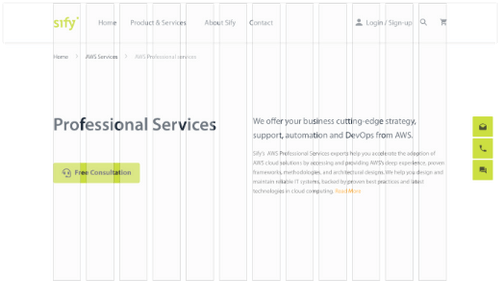 sify
Home Product & Services About Sify Contact Login / Sign-up
Home > AWS Services > AWS Professional services
Professional Services
Free Consultation
We offer your business cutting-edge strategy,
support, automation and DevOps from AWS.
Sify's AWS Professional Services experts help you accelerate the adoption of
AWS cloud solutions by accessing and providing AWS's deep experience, proven
frameworks, methodologies, and architectural designs. We help you design and
maintain reliable IT systems, backed by proven best practices and latest
technologies in cloud computing. Read More